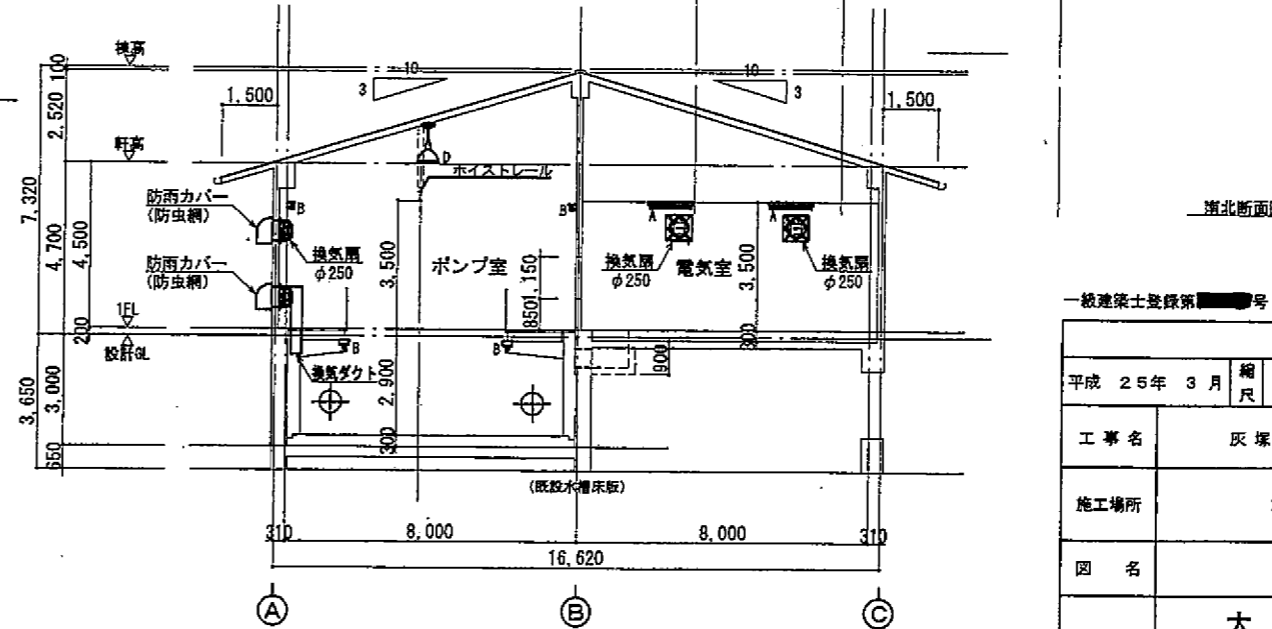 棟高
10
3
10
3
1,500
1,500
100
2,520
軒高
D
ホイストレール
7,320
4,700
4,500
防雨カバー
(防虫網)
B
B
A
A
換気扇
φ250
防雨カバー
(防虫網)
3,500
ポンプ室
1,150
850
換気扇
φ250
電気室
3,500
換気扇
φ250
1FL
200
設計GL
B
B
換気ダクト
300
900
3,650
3,000
650
2,900
300
(既設水槽床版)
310
8,000
8,000
310
16,620
A
B
C
南北断面
一級建築士登録第
号
平成 25年 3月
縮尺
工事名
灰塚
施工場所
図 名
大